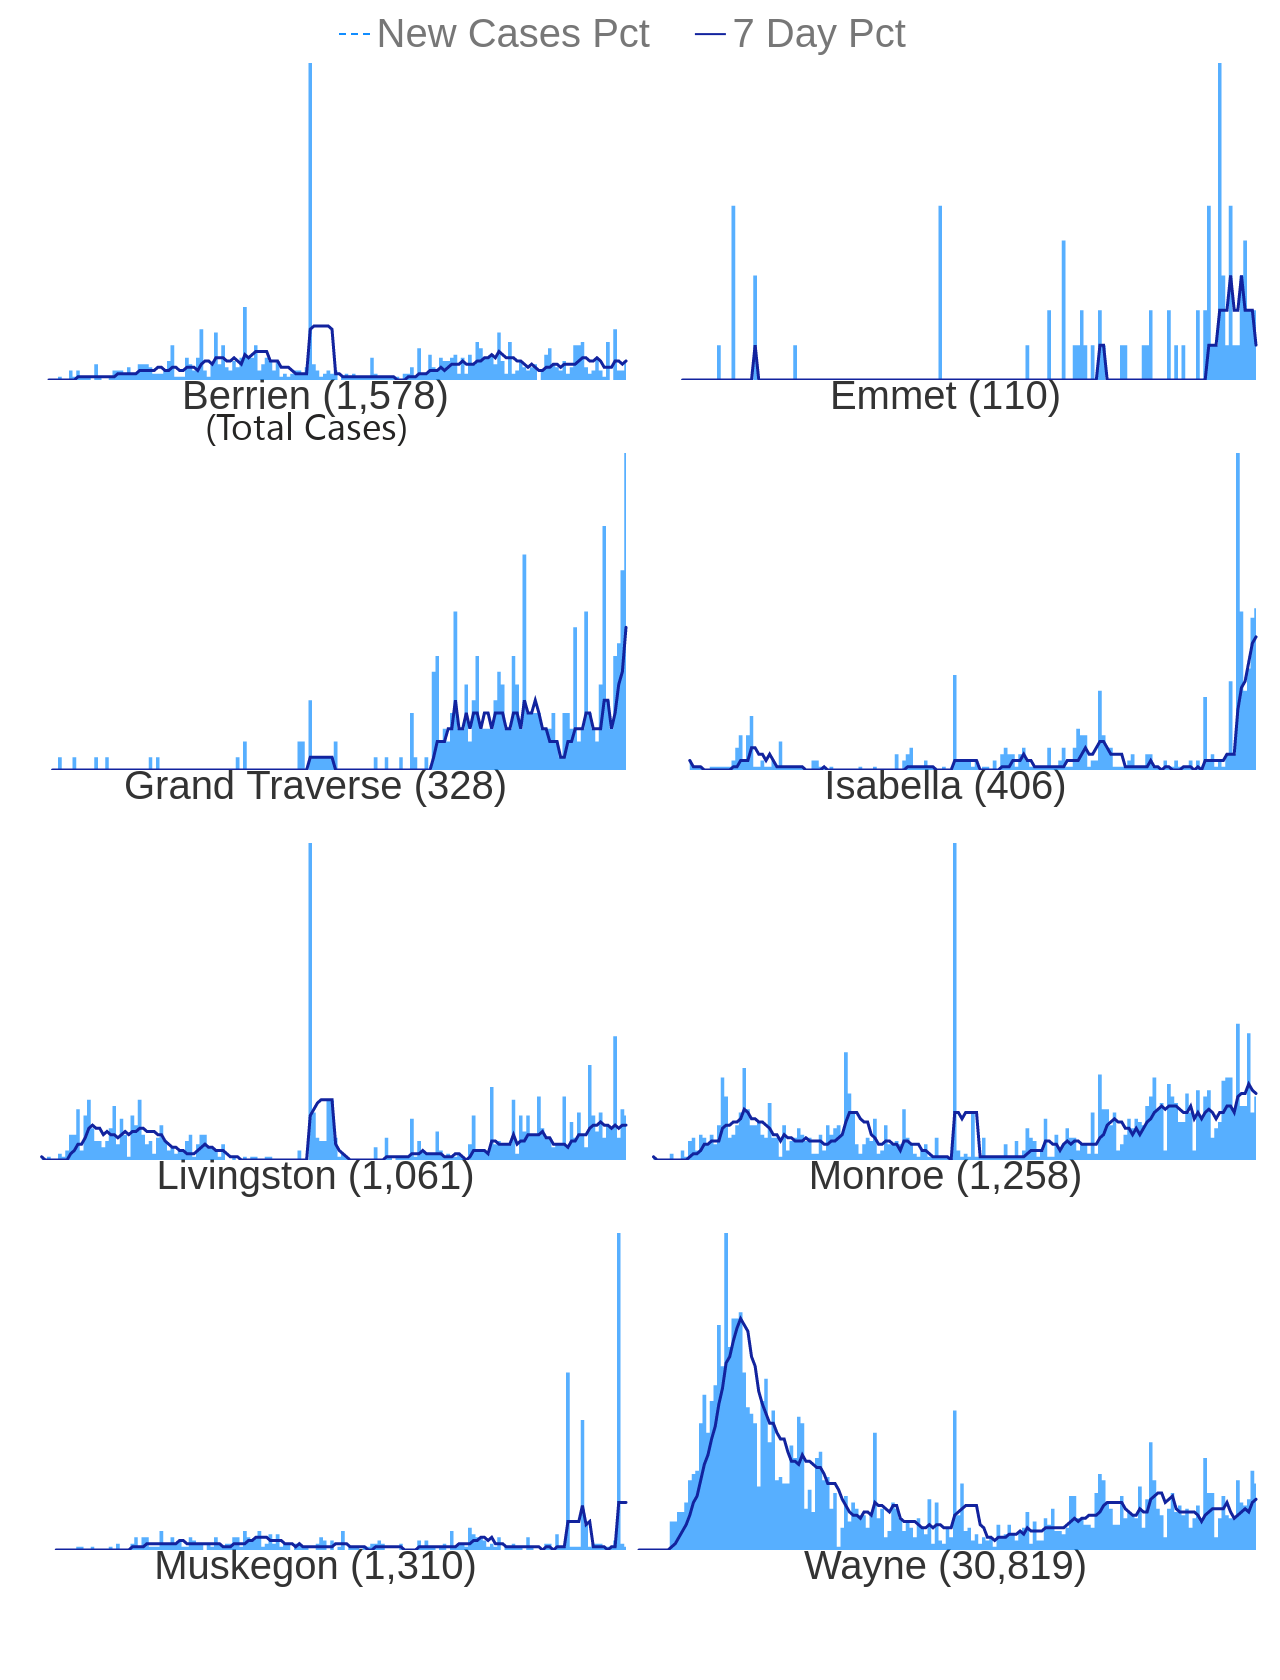 New Cases Pct 7 Day Pct
Berrien (1,578) Emmet (110)
(Total Cases)
Grand Traverse (328) Isabella (406)
Livingston (1,061) Monroe (1,258)
Muskegon (1,310) Wayne (30,819)